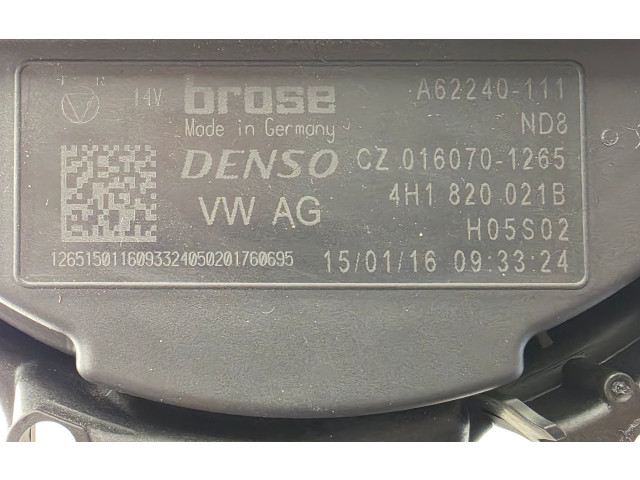 14V brose A62240-111
Made in Germany ND8
DENSO CZ 016070-1265
VW AG 4H1 820 021B
H05S02
1265150116093324050201760695 15/01/16 09:33:24